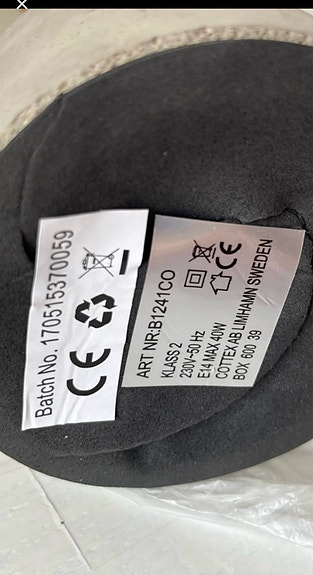 Batch No. 170515370059
CE
ART NR:B1241CO
KLASS 2
230V~50 Hz
E14 MAX 40W
COTTEX AB LIMHAMN SWEDEN
BOX 600 39
CE